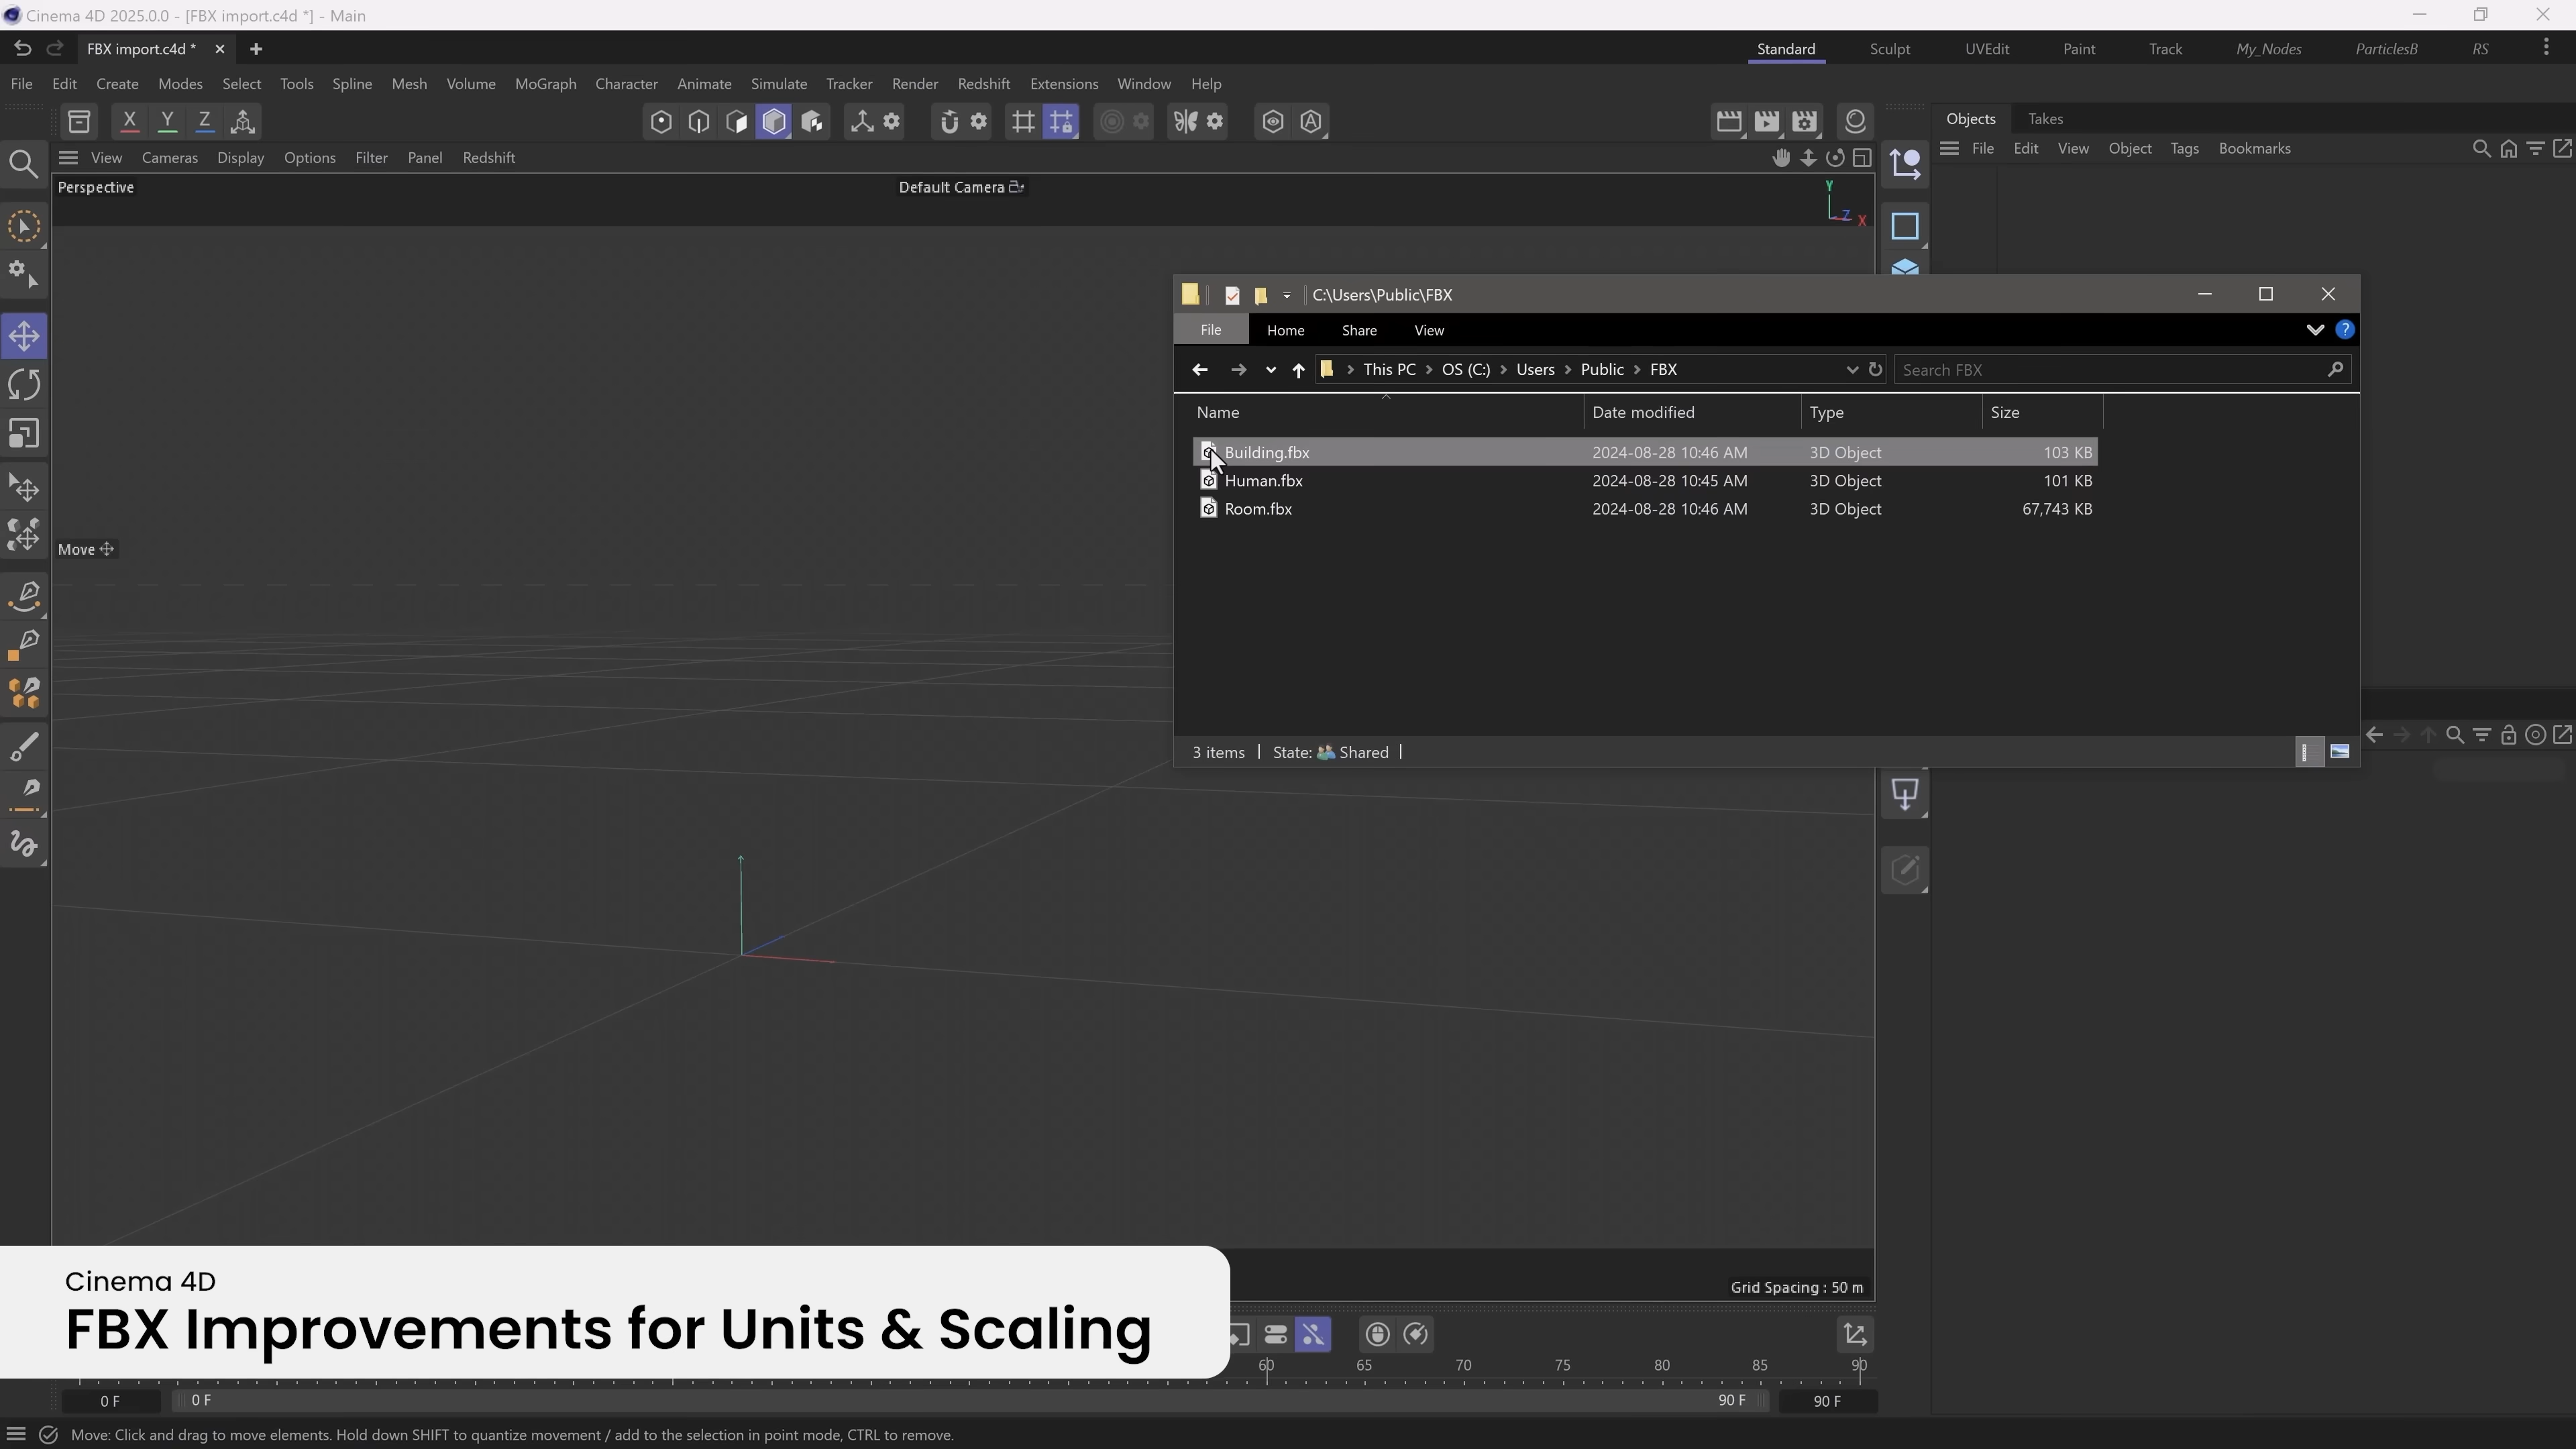 Cinema 4D 2025.0.0 - [FBX import.c4d *] - Main
FBX import.c4d *
Standard Sculpt UVEdit Paint Track My_Nodes ParticlesB RS
File Edit Create Modes Select Tools Spline Mesh Volume MoGraph Character Animate Simulate Tracker Render Redshift Extensions Window Help
X Y Z
Objects Takes
View Cameras Display Options Filter Panel Redshift
File Edit View Object Tags Bookmarks
Perspective
Default Camera
Y
Z X
C:\Users\Public\FBX
File Home Share View
This PC > OS (C:) > Users > Public > FBX
Search FBX
Name Date modified Type Size
Building.fbx 2024-08-28 10:46 AM 3D Object 103 KB
Human.fbx 2024-08-28 10:45 AM 3D Object 101 KB
Room.fbx 2024-08-28 10:46 AM 3D Object 67,743 KB
Move
3 items State: Shared
Cinema 4D
FBX Improvements for Units & Scaling
Grid Spacing : 50 m
60 65 70 75 80 85 90
0 F 0 F 90 F 90 F
Move: Click and drag to move elements. Hold down SHIFT to quantize movement / add to the selection in point mode, CTRL to remove.